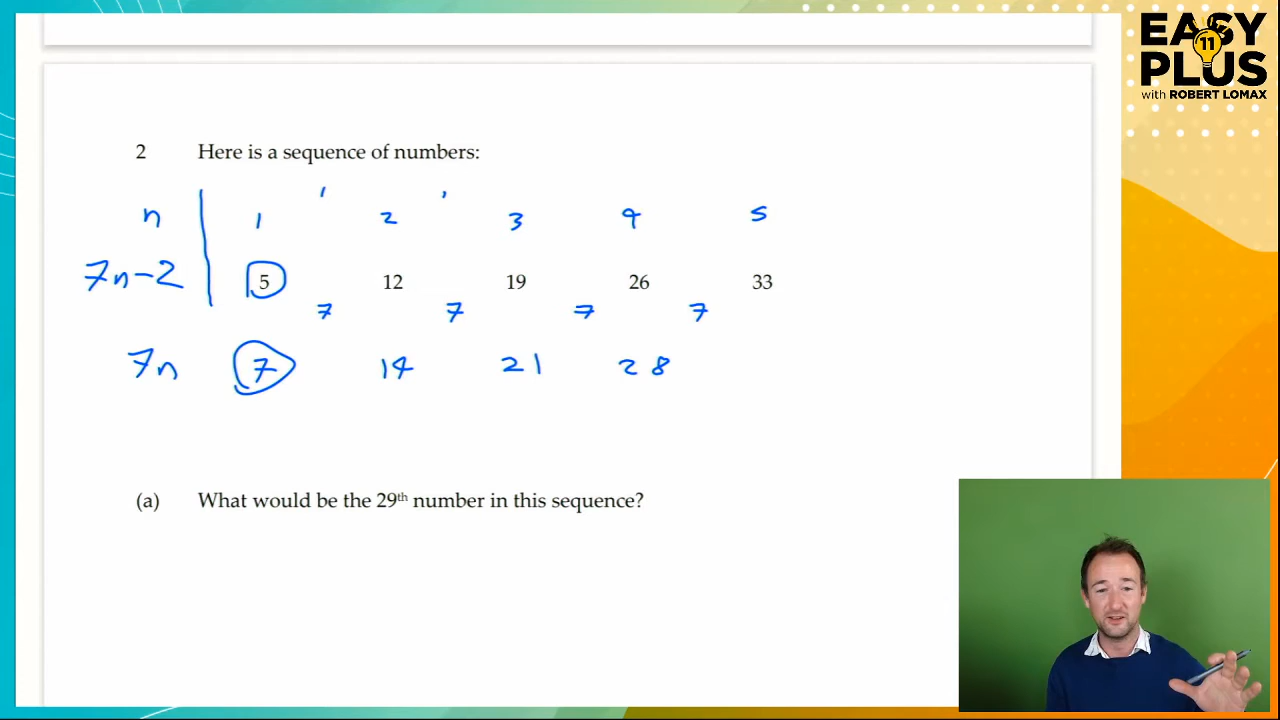 EASY
11
PLUS
with ROBERT LOMAX
2 Here is a sequence of numbers:
n 1 2 3 4 5
7n-2 5 12 19 26 33
7 7 7 7
7n 7 14 21 28
(a) What would be the 29th number in this sequence?